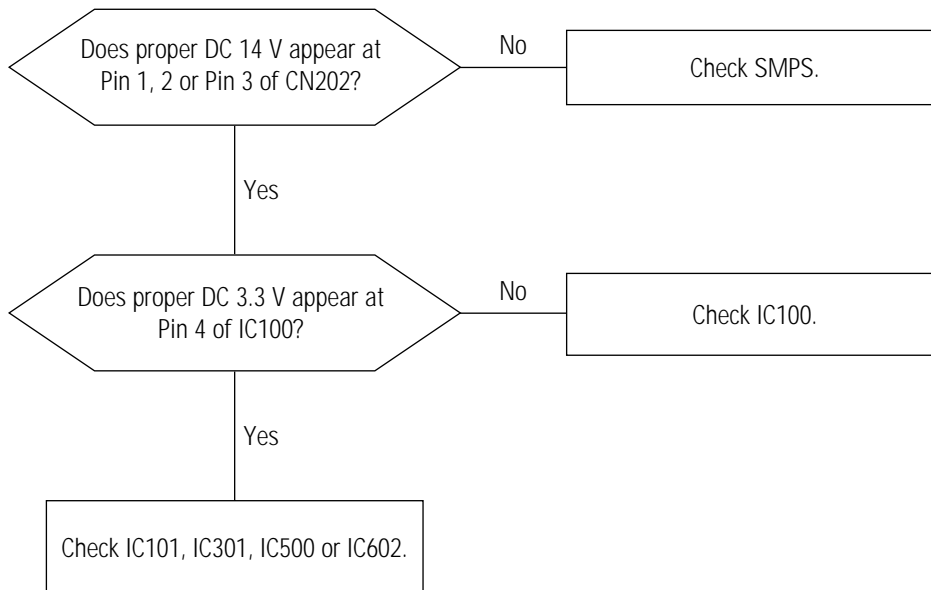 Does proper DC 14 V appear at
Pin 1, 2 or Pin 3 of CN202?
No
Check SMPS.
Yes
Does proper DC 3.3 V appear at
Pin 4 of IC100?
No
Check IC100.
Yes
Check IC101, IC301, IC500 or IC602.